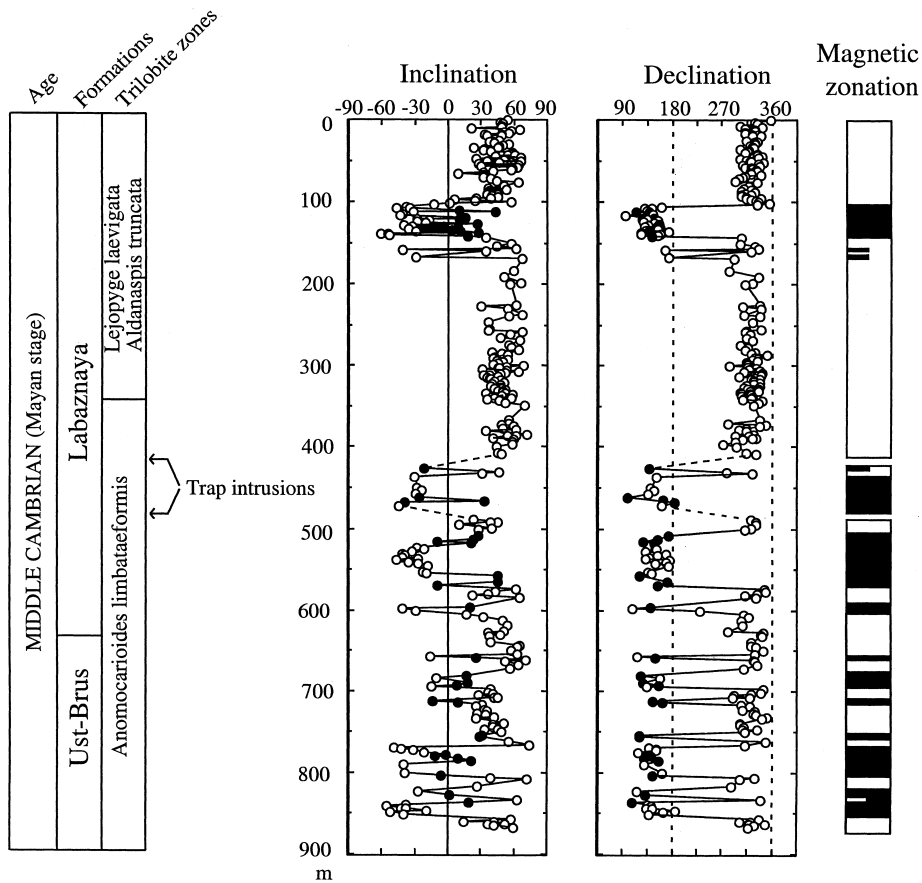 Age
Formations
Trilobite zones
MIDDLE CAMBRIAN (Mayan stage)
Labaznaya
Ust-Brus
Lejopyge laevigata
Aldanaspis truncata
Anomocarioides limbataeformis
Trap intrusions
Inclination
-90 -60 -30 0 30 60 90
0
100
200
300
400
500
600
700
800
900
m
Declination
90 180 270 360
Magnetic
zonation